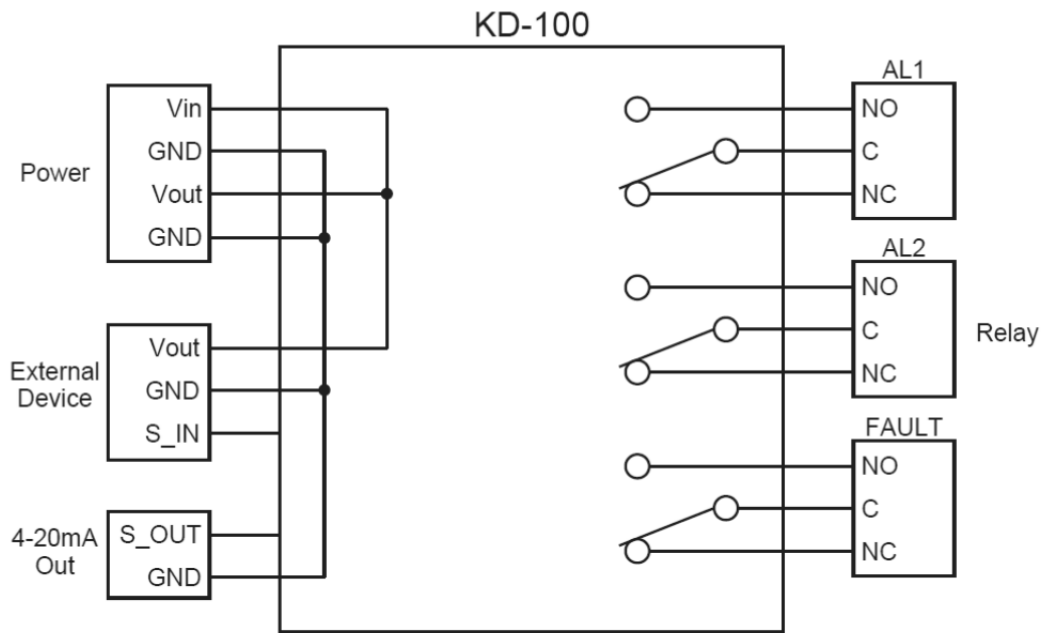 KD-100
Power
Vin
GND
Vout
GND
External
Device
Vout
GND
S_IN
4-20mA
Out
S_OUT
GND
AL1
NO
C
NC
AL2
NO
C
NC
Relay
FAULT
NO
C
NC